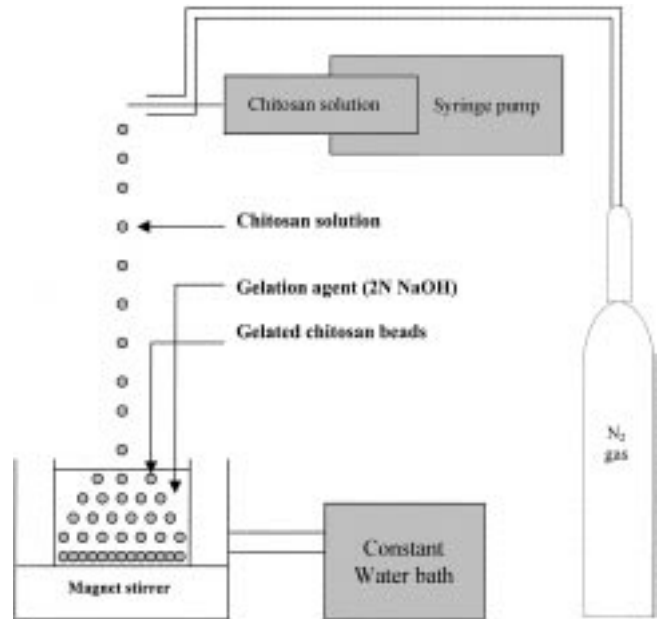 Chitosan solution
Syringe pump
Chitosan solution
Gelation agent (2N NaOH)
Gelated chitosan beads
N₂
gas
Constant
Water bath
Magnet stirrer